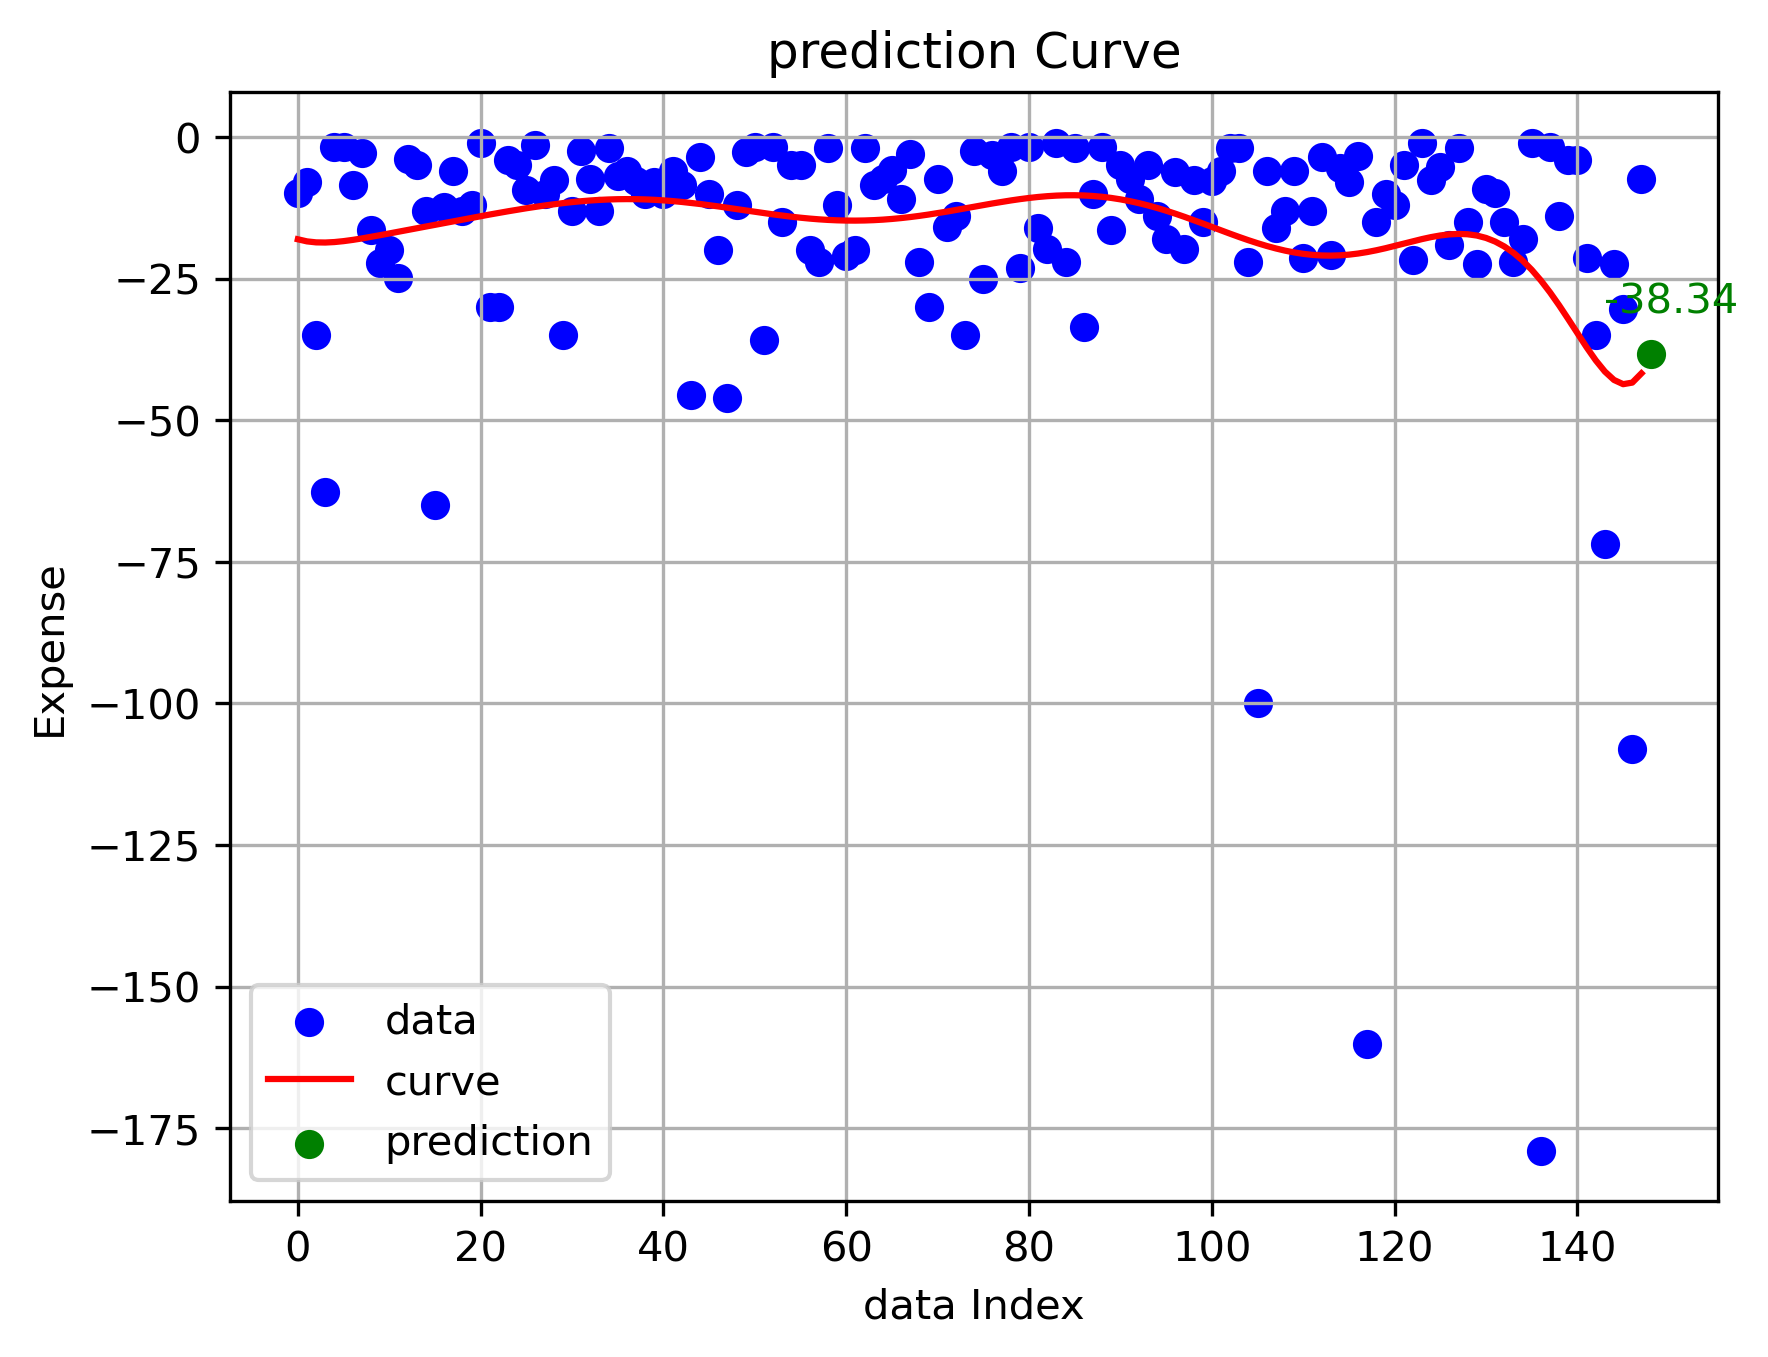 prediction Curve
0
−25
−50
−75
−100
−125
−150
−175
Expense
-38.34
data
curve
prediction
0 20 40 60 80 100 120 140
data Index